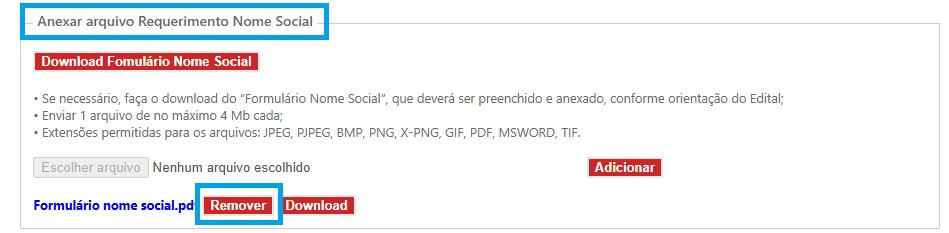 Anexar arquivo Requerimento Nome Social
Download Fomulário Nome Social
• Se necessário, faça o download do “Formulário Nome Social”, que deverá ser preenchido e anexado, conforme orientação do Edital;
• Enviar 1 arquivo de no máximo 4 Mb cada;
• Extensões permitidas para os arquivos: JPEG, PJPEG, BMP, PNG, X-PNG, GIF, PDF, MSWORD, TIF.
Escolher arquivo Nenhum arquivo escolhido Adicionar
Formulário nome social.pdf Remover Download